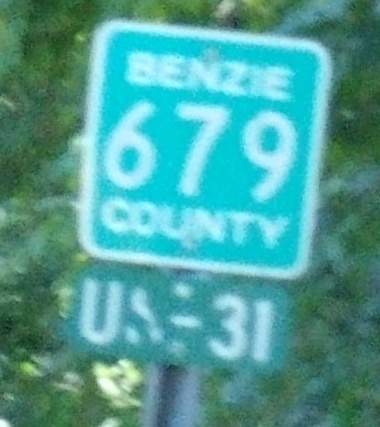 BENZIE
679
COUNTY
US-31